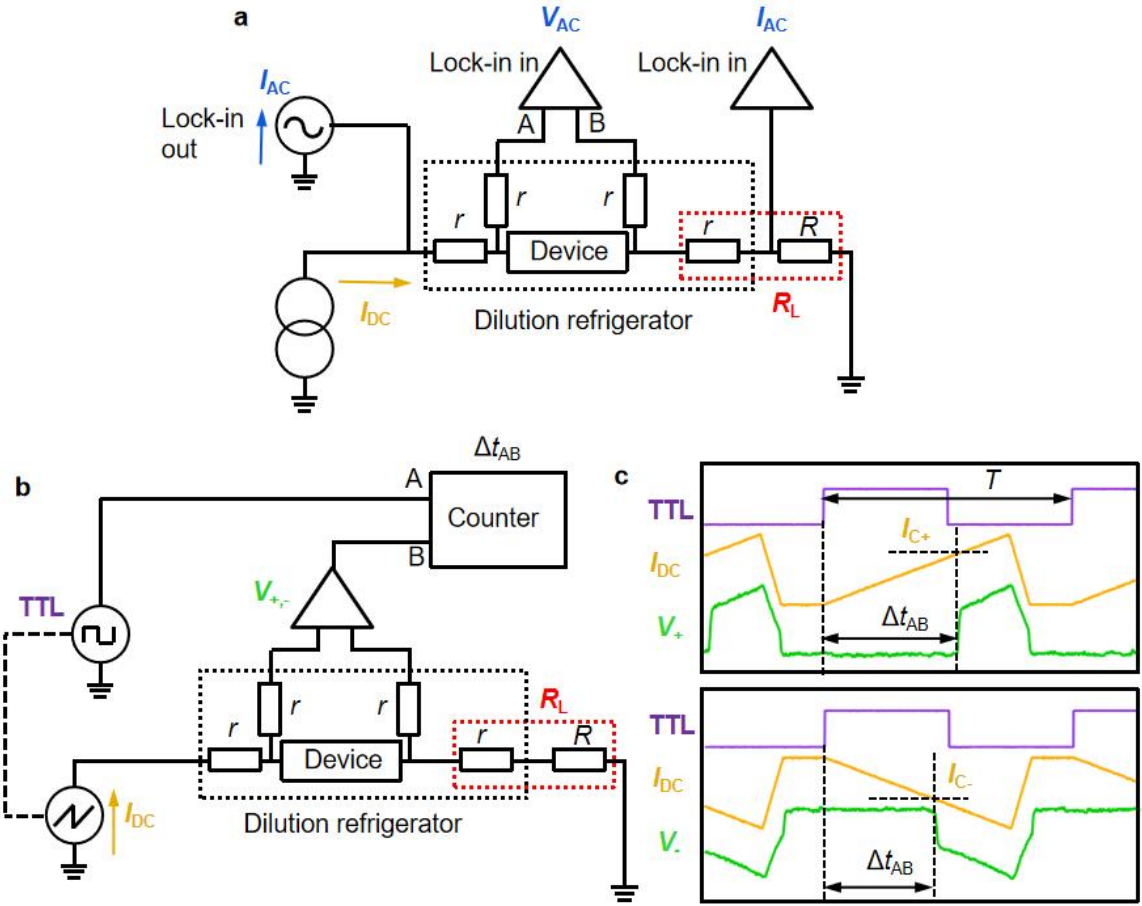 a
V_AC
I_AC
Lock-in in
Lock-in in
I_AC
Lock-in
out
A
B
r
r
r
r
R
Device
I_DC
R_L
Dilution refrigerator
b
Δt_AB
A
Counter
B
V_+,-
TTL
R_L
r
r
r
r
R
Device
I_DC
Dilution refrigerator
c
TTL
T
I_C+
I_DC
Δt_AB
V_+
TTL
I_DC
I_C-
V_-
Δt_AB